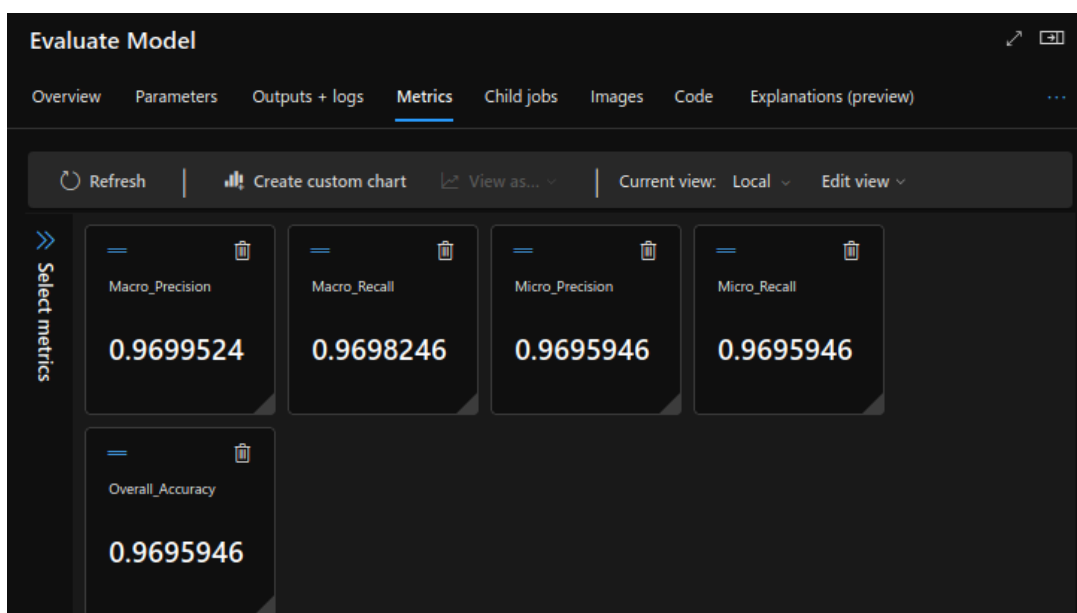 Evaluate Model
Overview Parameters Outputs + logs Metrics Child jobs Images Code Explanations (preview) ...
Refresh Create custom chart View as... Current view: Local Edit view
Select metrics
Macro_Precision Macro_Recall Micro_Precision Micro_Recall
0.9699524 0.9698246 0.9695946 0.9695946
Overall_Accuracy
0.9695946